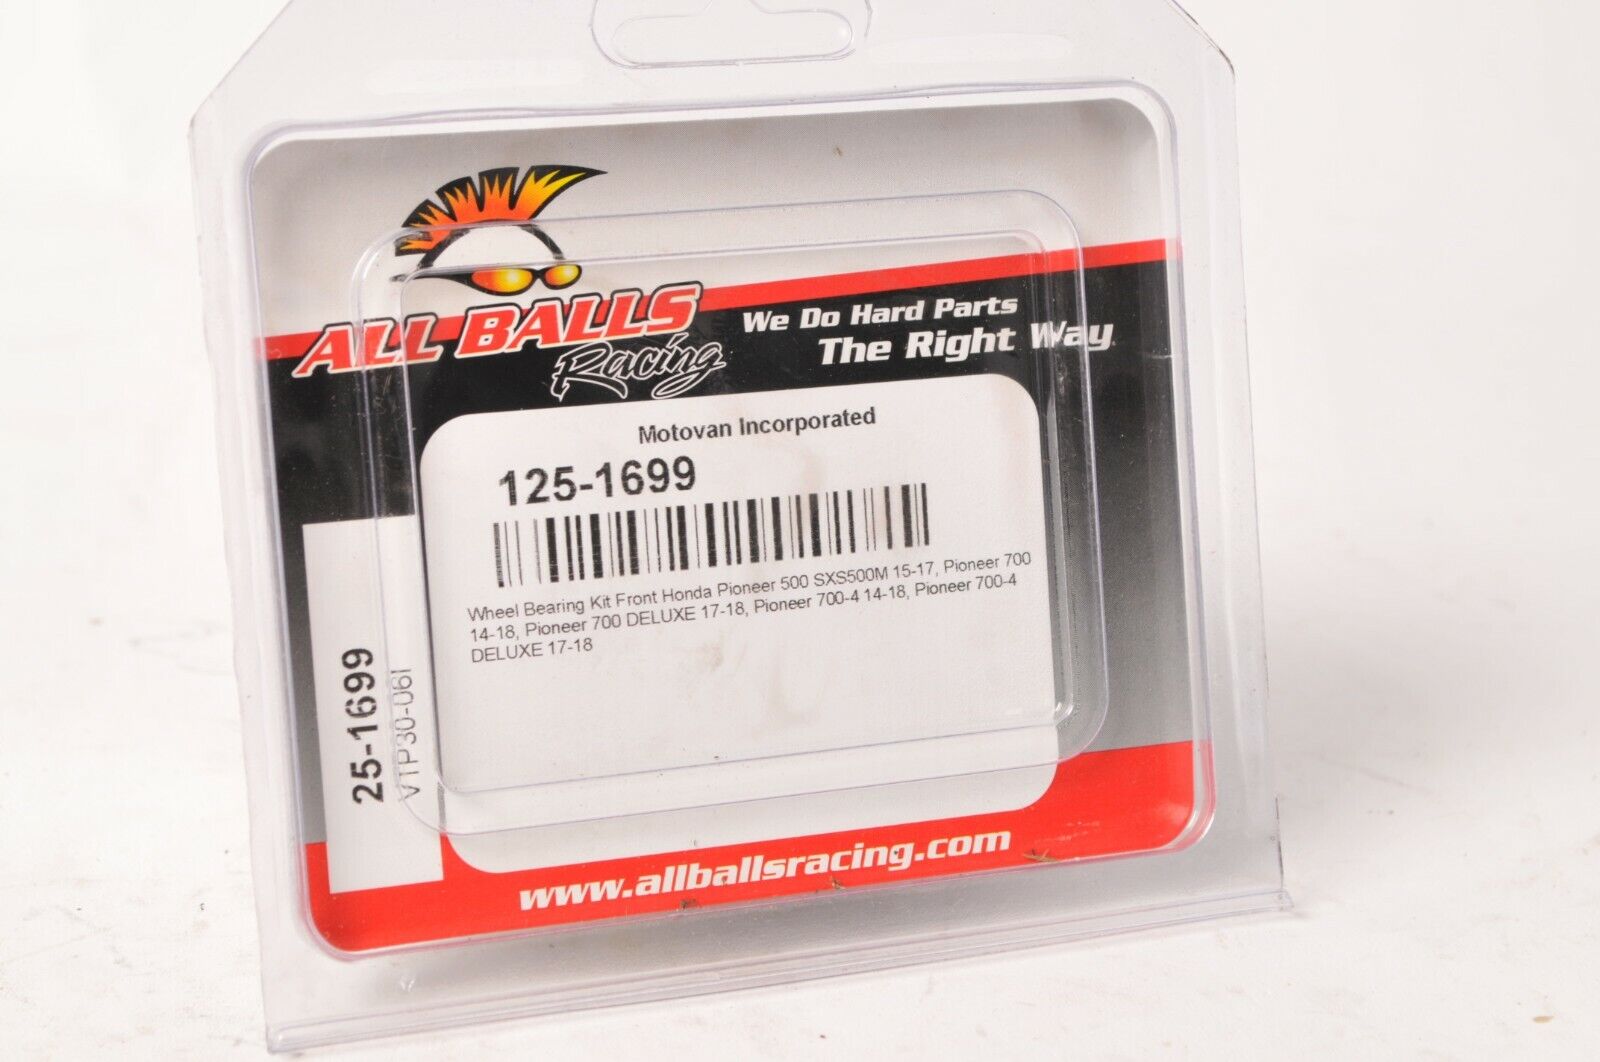 ALL BALLS
Racing
We Do Hard Parts
The Right Way
Motovan Incorporated
125-1699
Wheel Bearing Kit Front Honda Pioneer 500 SXS500M 15-17, Pioneer 700
14-18, Pioneer 700 DELUXE 17-18, Pioneer 700-4 14-18, Pioneer 700-4
DELUXE 17-18
25-1699
VTP30-06I
www.allballsracing.com